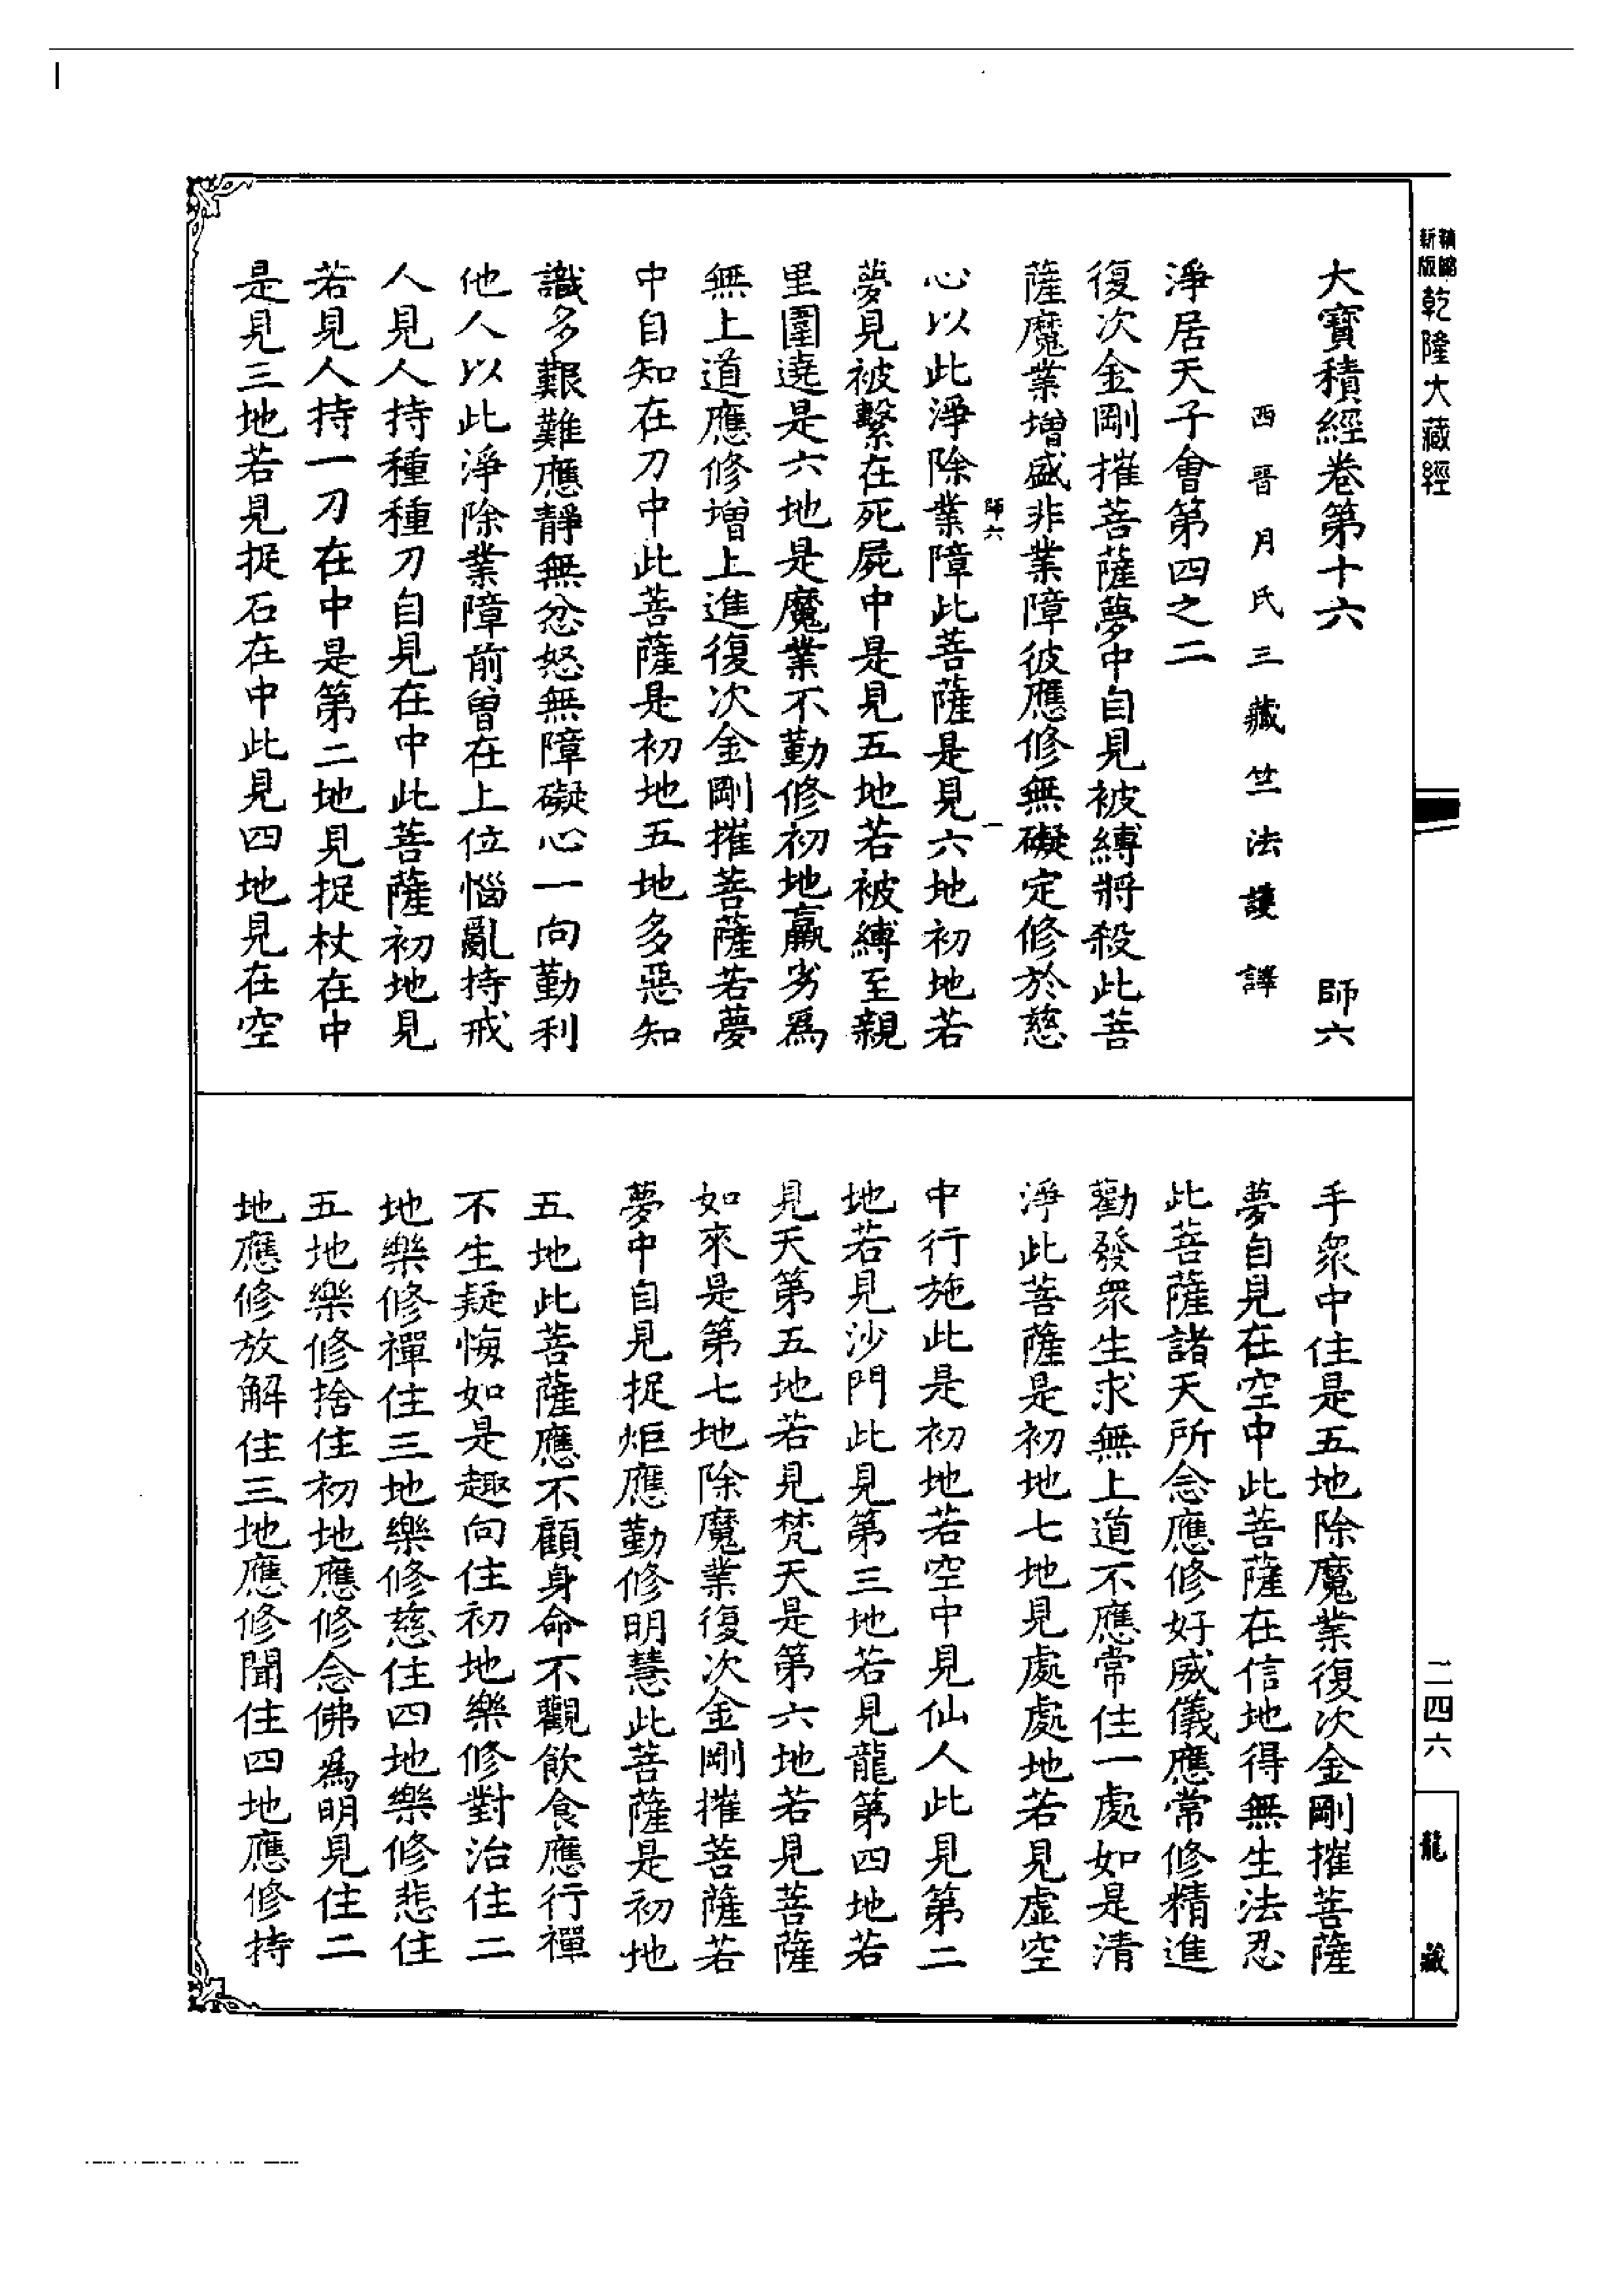 新版精縮乾隆大藏經
大寶積經卷第十六 師六
西晋月氏三藏竺法護譯
淨居天子會第四之二
復次金剛摧菩薩夢中自見被縛將殺此菩
薩魔業增盛非業障彼應修無礙定修於慈
師六 一
心以此淨除業障此菩薩是見六地初地若
夢見被繫在死屍中是見五地若被縛至親
里圍遶是六地是魔業不勤修初地羸劣爲
無上道應修增上進復次金剛摧菩薩若夢
中自知在刀中此菩薩是初地五地多惡知
識多艱難應靜無忿怒無障礙心一向勤利
他人以此淨除業障前曾在上位惱亂持戒
人見人持種種刀自見在中此菩薩初地見
若見人持一刀在中是第二地見捉杖在中
是見三地若見捉石在中此見四地見在空
手衆中住是五地除魔業復次金剛摧菩薩
夢自見在空中此菩薩在信地得無生法忍
此菩薩諸天所念應修好威儀應常修精進
勸發衆生求無上道不應常住一處如是清
淨此菩薩是初地七地見處處地若見虛空
中行施此是初地若空中見仙人此見第二
地若見沙門此見第三地若見龍第四地若
見天第五地若見梵天是第六地若見菩薩
如來是第七地除魔業復次金剛摧菩薩若
夢中自見捉炬應勤修明慧此菩薩是初地
五地此菩薩應不顧身命不觀飲食應行禪
不生疑悔如是趣向住初地樂修對治住二
地樂修禪住三地樂修慈住四地樂修悲住
五地樂修捨住初地應修念佛為明見住二
地應修放解住三地應修聞住四地應修持
二四六
龍藏